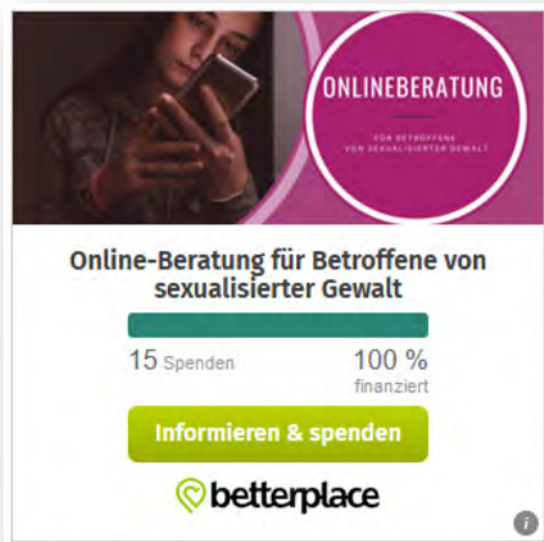 ONLINEBERATUNG
FÜR BETROFFENE
VON SEXUALISIERTER GEWALT
Online-Beratung für Betroffene von
sexualisierter Gewalt
15 Spenden 100 %
finanziert
Informieren & spenden
betterplace
i